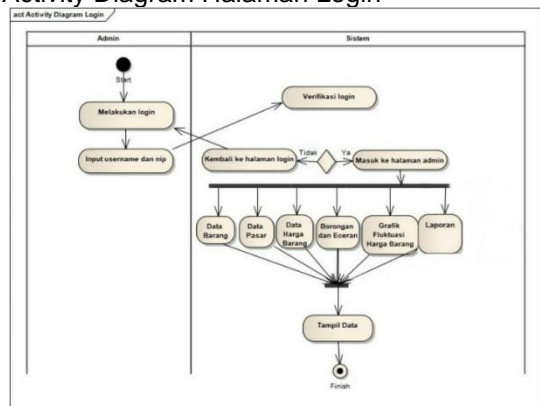 Activity Diagram Halaman Login
act Activity Diagram Login
Admin
Sistem
Start
Melakukan login
Verifikasi login
Input username dan nip
Kembali ke halaman login
Tidak
Ya
Masuk ke halaman admin
Data
Barang
Data
Pasar
Data
Harga
Barang
Borongan
dan Eceran
Grafik
Fluktuasi
Harga Barang
Laporan
Tampil Data
Finish